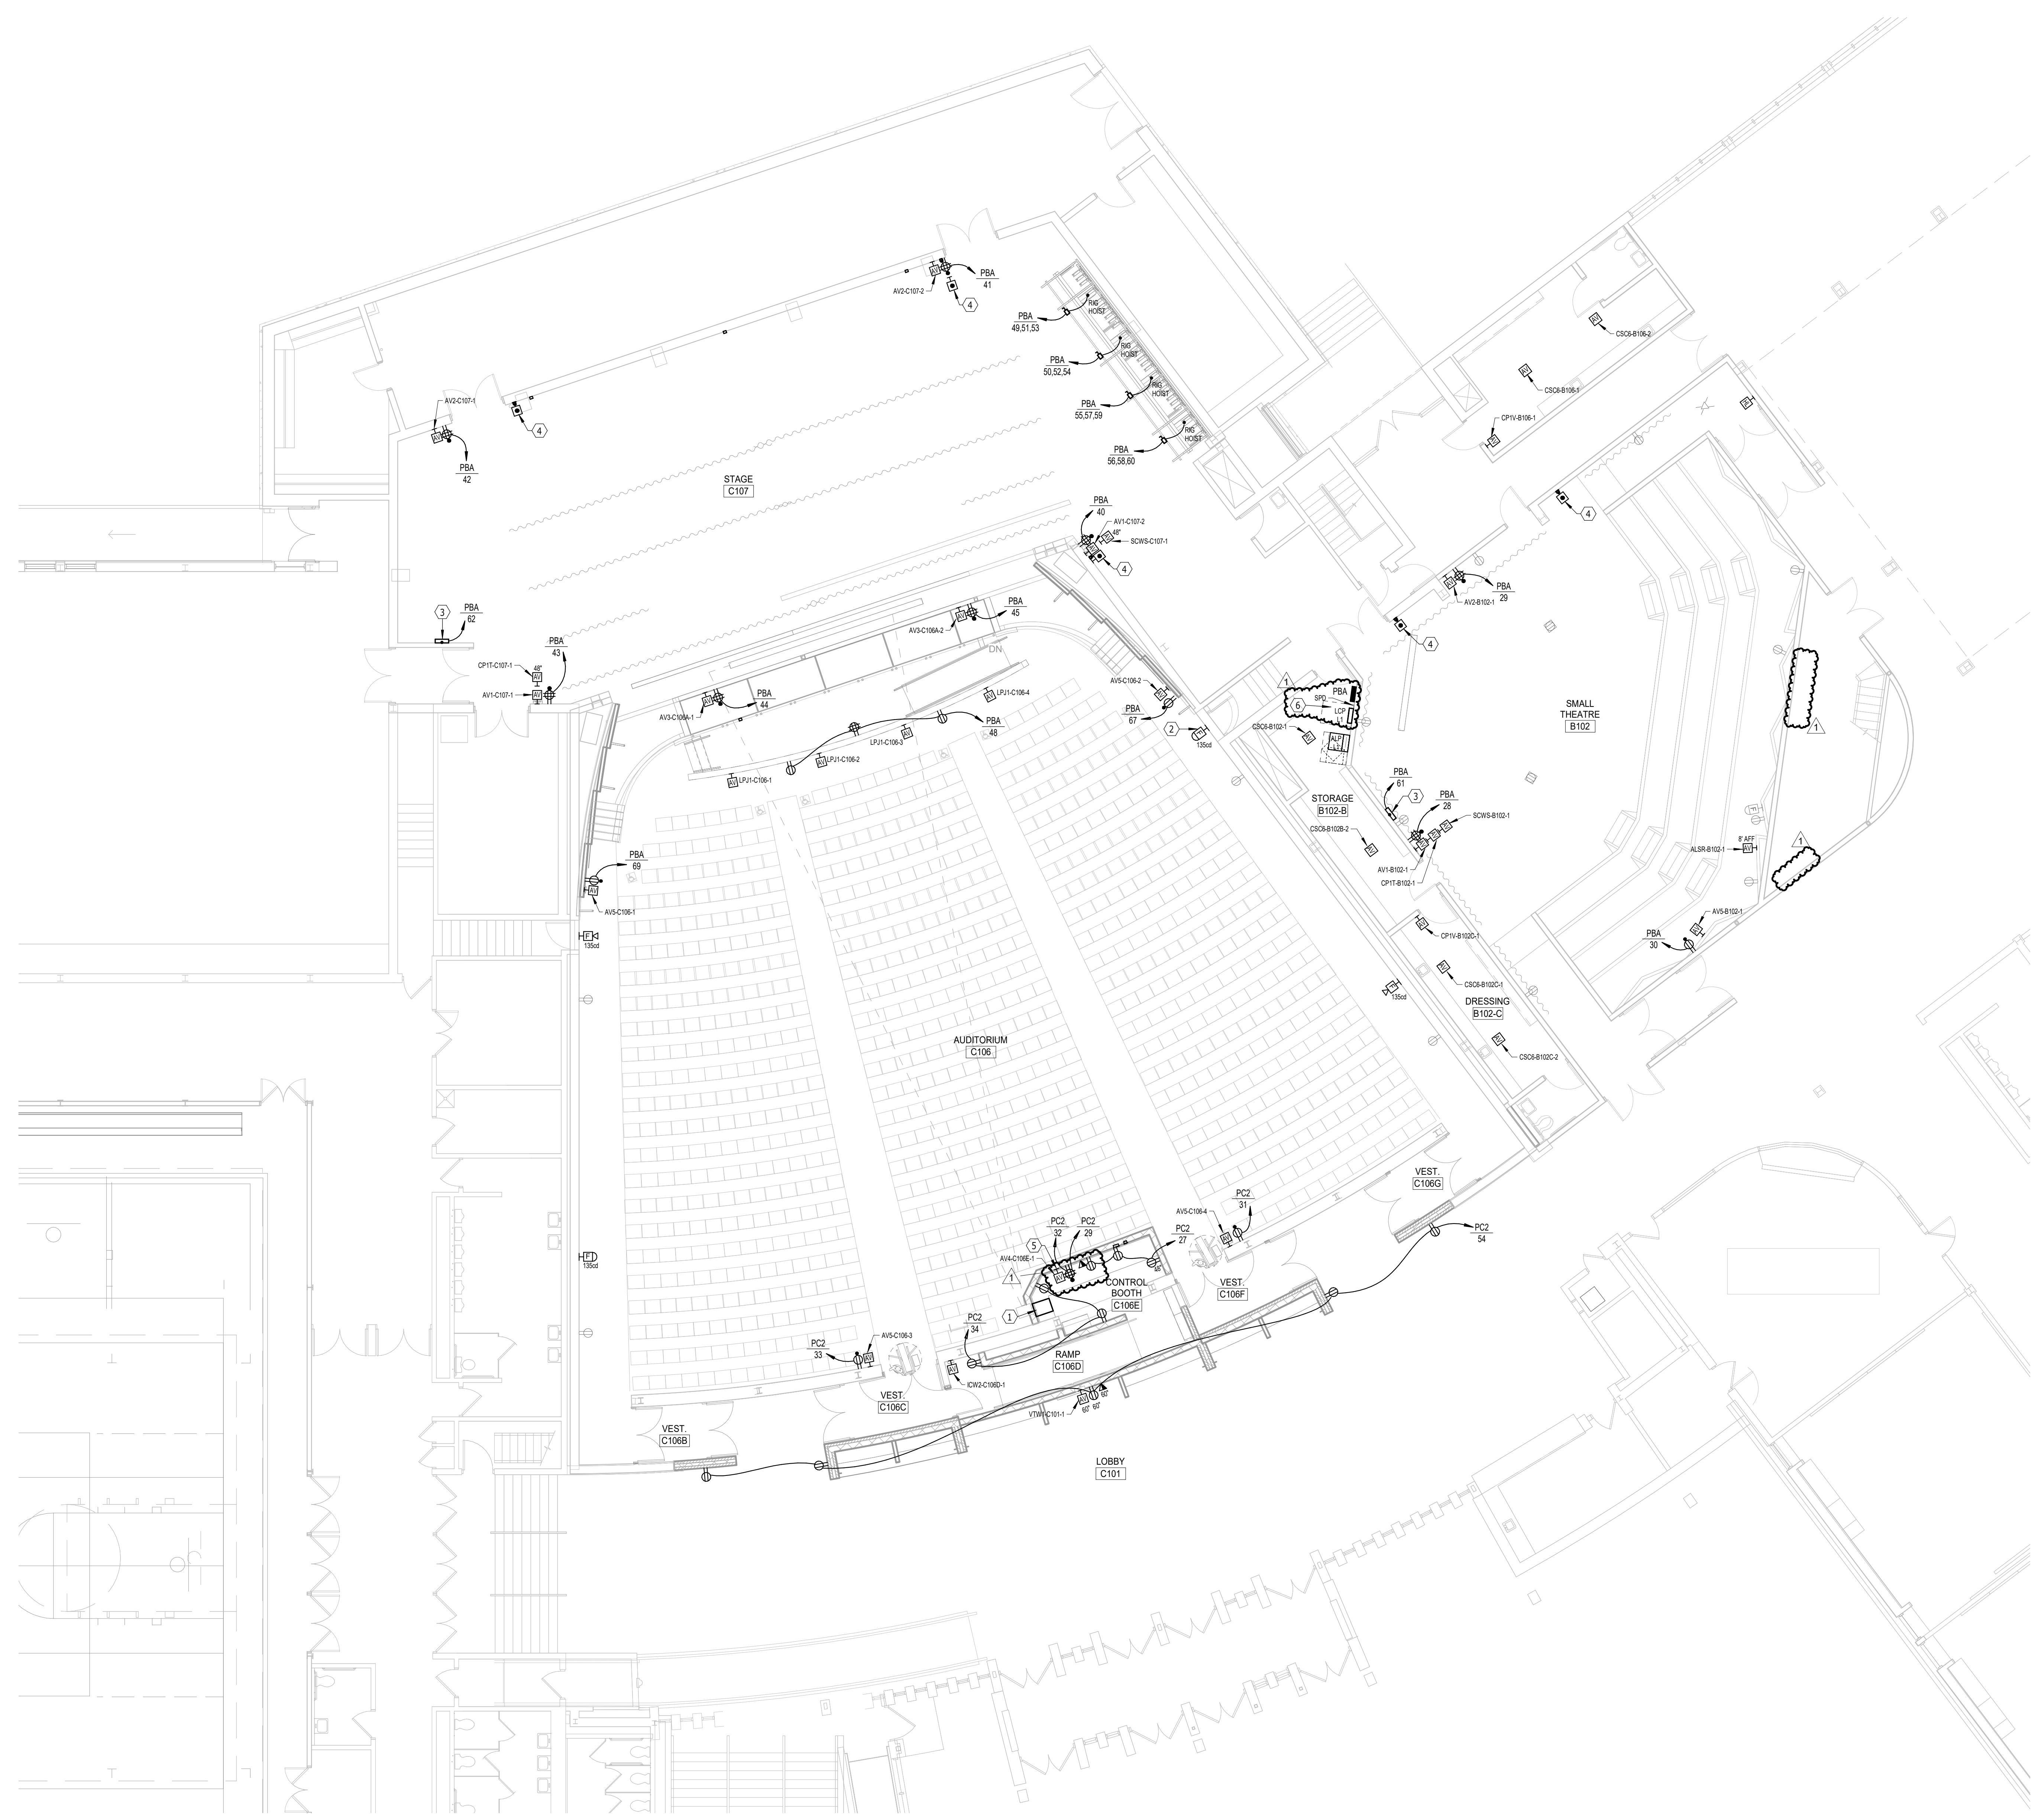 PBA
41
AV2-C107-2
4
RIG
HOIST
PBA
49,51,53
RIG
HOIST
PBA
50,52,54
RIG
HOIST
PBA
55,57,59
RIG
HOIST
PBA
56,58,60
AV
CSC6-B106-2
AV
CSC6-B106-1
CP1V-B106-1
AV2-C107-1
AV
4
PBA
42
STAGE
C107
PBA
40
AV1-C107-2
48"
SCWS-C107-1
4
4
PBA
29
AV2-B102-1
4
3
PBA
62
PBA
43
PBA
45
AV3-C106A-2
DN
CP1T-C107-1
48"
AV
AV1-C107-1
AV
PBA
44
AV3-C106A-1
LPJ1-C106-4
AV5-C106-2
PBA
67
PBA
48
LPJ1-C106-3
LPJ1-C106-2
LPJ1-C106-1
2
135cd
1
PBA
SPD
6
LCP
L1
CSC6-B102-1
ALP
SMALL
THEATRE
B102
1
PBA
61
3
STORAGE
B102-B
PBA
28
SCWS-B102-1
CSC6-B102B-2
AV1-B102-1
CP1T-B102-1
8' AFF
ALSR-B102-1
AV
1
PBA
69
AV
AV5-C106-1
F
135cd
CP1V-B102C-1
AV5-B102-1
PBA
30
CSC6-B102C-1
DRESSING
B102-C
135cd
CSC6-B102C-2
AUDITORIUM
C106
VEST.
C106G
PC2
31
AV5-C106-4
PC2
54
5
PC2
32
PC2
29
PC2
27
AV4-C106E-1
1
F
135cd
CONTROL
BOOTH
C106E
VEST.
C106F
1
PC2
34
PC2
33
AV5-C106-3
RAMP
C106D
ICW2-C106D-1
VEST.
C106C
VTW1-C101-1
60"
60"
60"
VEST.
C106B
LOBBY
C101